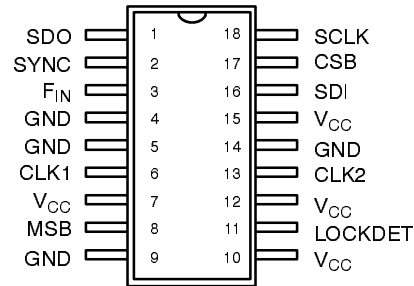 SDO 1 18 SCLK
SYNC 2 17 CSB
FIN 3 16 SDI
GND 4 15 VCC
GND 5 14 GND
CLK1 6 13 CLK2
VCC 7 12 VCC
MSB 8 11 LOCKDET
GND 9 10 VCC